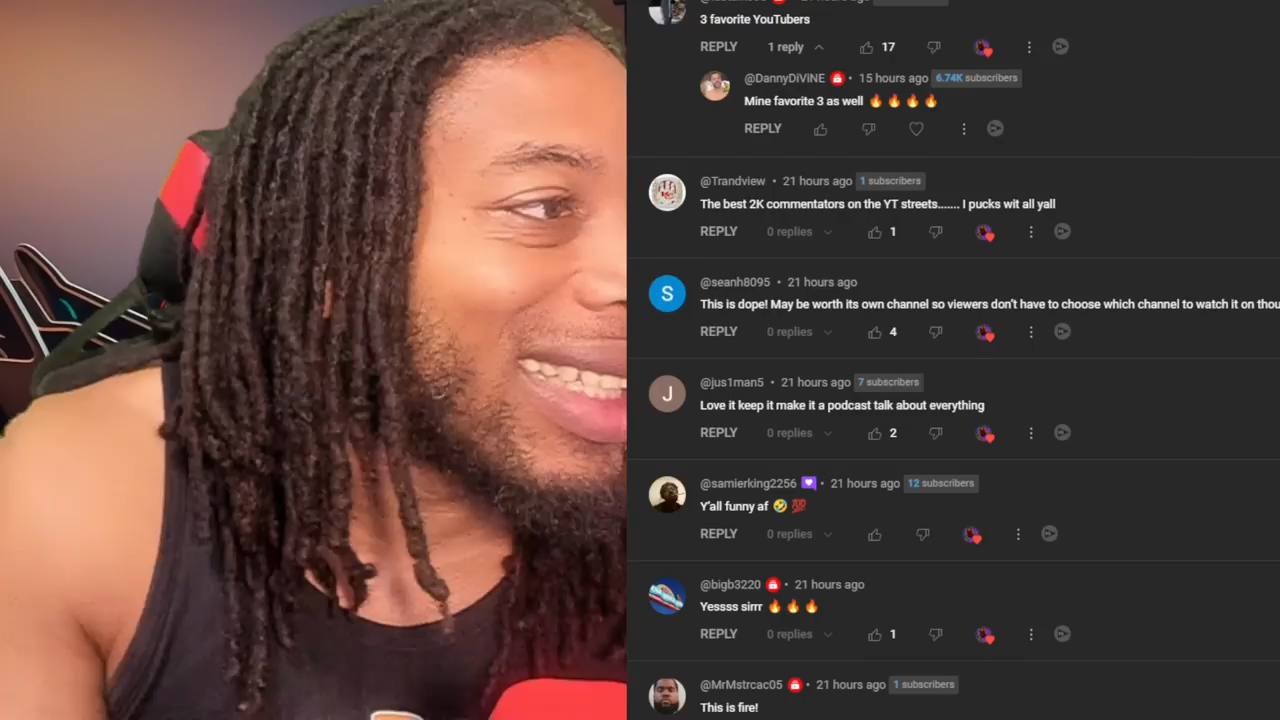 21 hours ago
3 favorite YouTubers
REPLY 1 reply 17
@DannyDiViNE • 15 hours ago 6.74K subscribers
Mine favorite 3 as well 🔥🔥🔥🔥
REPLY
@Trandview • 21 hours ago 1 subscribers
The best 2K commentators on the YT streets....... I pucks wit all yall
REPLY 0 replies 1
@seanh8095 • 21 hours ago
This is dope! May be worth its own channel so viewers don't have to choose which channel to watch it on
REPLY 0 replies 4
@jus1man5 • 21 hours ago 7 subscribers
Love it keep it make it a podcast talk about everything
REPLY 0 replies 2
@samierking2256 • 21 hours ago 12 subscribers
Y'all funny af 🤣 💯
REPLY 0 replies
@bigb3220 • 21 hours ago
Yessss sirrr 🔥🔥🔥
REPLY 0 replies 1
@MrMstrcac05 • 21 hours ago 1 subscribers
This is fire!